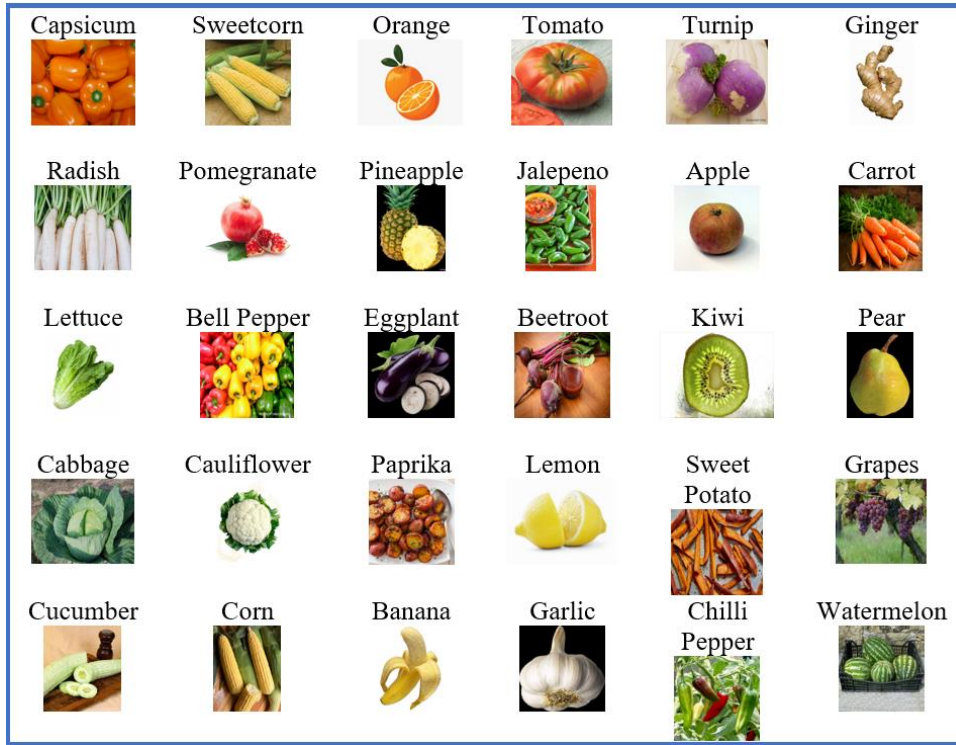 Capsicum Sweetcorn Orange Tomato Turnip Ginger
Radish Pomegranate Pineapple Jalepeno Apple Carrot
Lettuce Bell Pepper Eggplant Beetroot Kiwi Pear
Cabbage Cauliflower Paprika Lemon Sweet Potato Grapes
Cucumber Corn Banana Garlic Chilli Pepper Watermelon